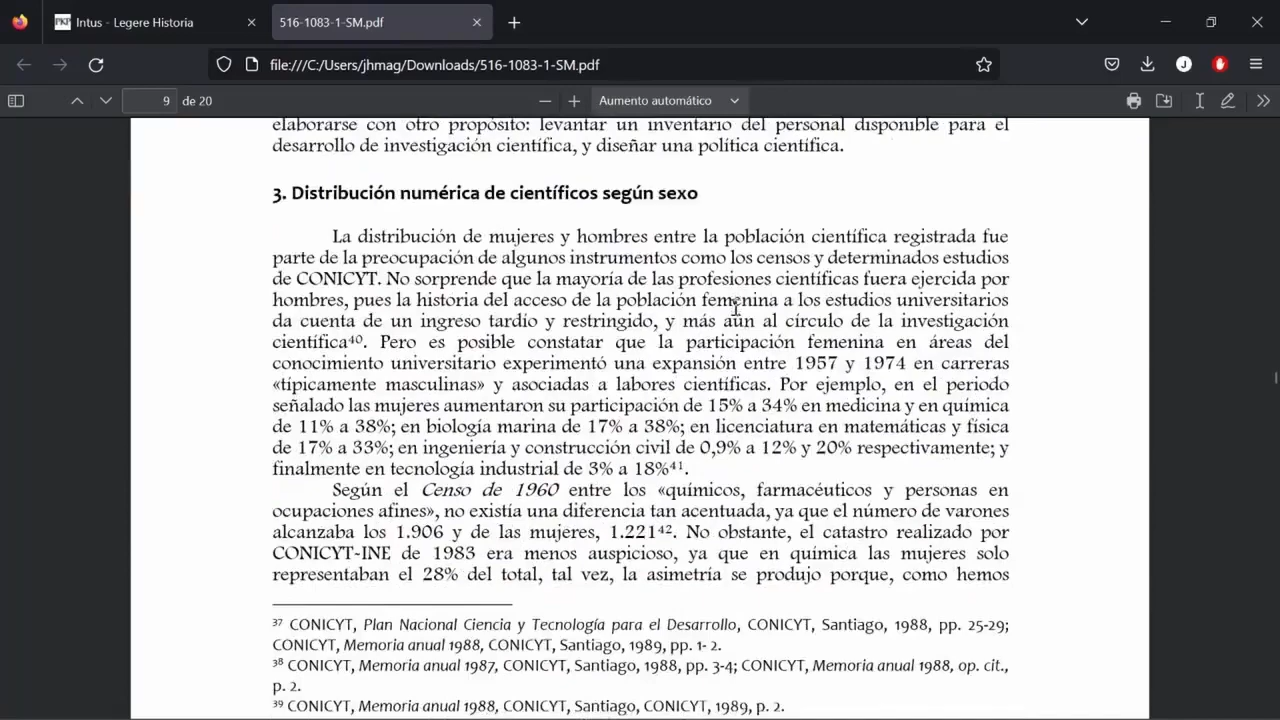 Intus - Legere Historia
516-1083-1-SM.pdf
file:///C:/Users/jhmag/Downloads/516-1083-1-SM.pdf
9 de 20
Aumento automático
elaborarse con otro propósito: levantar un inventario del personal disponible para el
desarrollo de investigación científica, y diseñar una política científica.
3. Distribución numérica de científicos según sexo
La distribución de mujeres y hombres entre la población científica registrada fue
parte de la preocupación de algunos instrumentos como los censos y determinados estudios
de CONICYT. No sorprende que la mayoría de las profesiones científicas fuera ejercida por
hombres, pues la historia del acceso de la población femenina a los estudios universitarios
da cuenta de un ingreso tardío y restringido, y más aún al círculo de la investigación
científica⁴⁰. Pero es posible constatar que la participación femenina en áreas del
conocimiento universitario experimentó una expansión entre 1957 y 1974 en carreras
«típicamente masculinas» y asociadas a labores científicas. Por ejemplo, en el periodo
señalado las mujeres aumentaron su participación de 15% a 34% en medicina y en química
de 11% a 38%; en biología marina de 17% a 38%; en licenciatura en matemáticas y física
de 17% a 33%; en ingeniería y construcción civil de 0,9% a 12% y 20% respectivamente; y
finalmente en tecnología industrial de 3% a 18%⁴¹.
Según el Censo de 1960 entre los «químicos, farmacéuticos y personas en
ocupaciones afines», no existía una diferencia tan acentuada, ya que el número de varones
alcanzaba los 1.906 y de las mujeres, 1.221⁴². No obstante, el catastro realizado por
CONICYT-INE de 1983 era menos auspicioso, ya que en química las mujeres solo
representaban el 28% del total, tal vez, la asimetría se produjo porque, como hemos
³⁷ CONICYT, Plan Nacional Ciencia y Tecnología para el Desarrollo, CONICYT, Santiago, 1988, pp. 25-29;
CONICYT, Memoria anual 1988, CONICYT, Santiago, 1989, pp. 1- 2.
³⁸ CONICYT, Memoria anual 1987, CONICYT, Santiago, 1988, pp. 3-4; CONICYT, Memoria anual 1988, op. cit.,
p. 2.
³⁹ CONICYT, Memoria anual 1988, CONICYT, Santiago, CONICYT, 1989, p. 2.